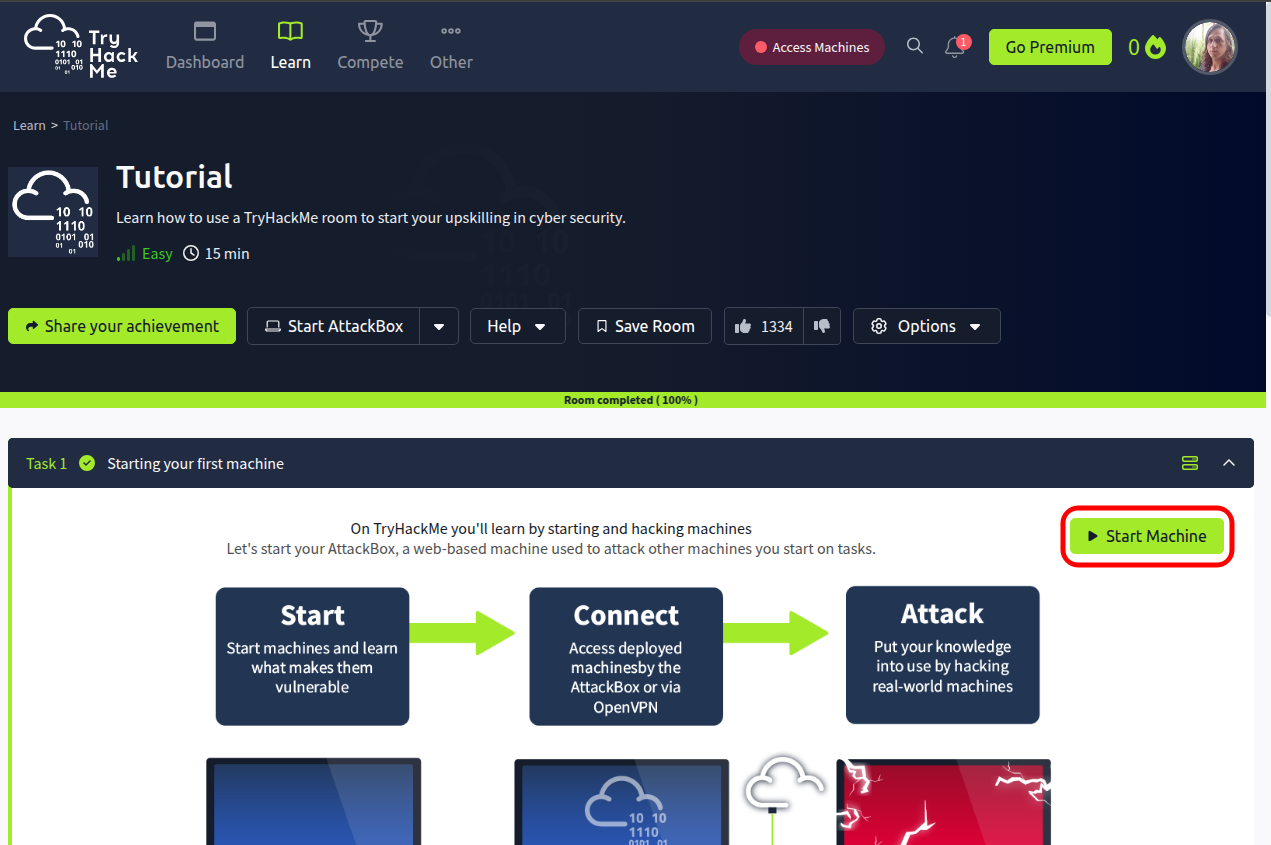 Try
Hack
Me
10 10
1110
0101 01
01 010
01
Dashboard
Learn
Compete
Other
Access Machines
1
Go Premium
0
Learn > Tutorial
10 10
1110
0101 01
01 010
01
Tutorial
Learn how to use a TryHackMe room to start your upskilling in cyber security.
Easy 15 min
10 10
1110
0101 01
Share your achievement
Start AttackBox
Help
Save Room
1334
Options
Room completed ( 100% )
Task 1 Starting your first machine
On TryHackMe you'll learn by starting and hacking machines
Let's start your AttackBox, a web-based machine used to attack other machines you start on tasks.
Start Machine
Start
Start machines and learn
what makes them
vulnerable
Connect
Access deployed
machinesby the
AttackBox or via
OpenVPN
Attack
Put your knowledge
into use by hacking
real-world machines
10 10
1110
0101 01